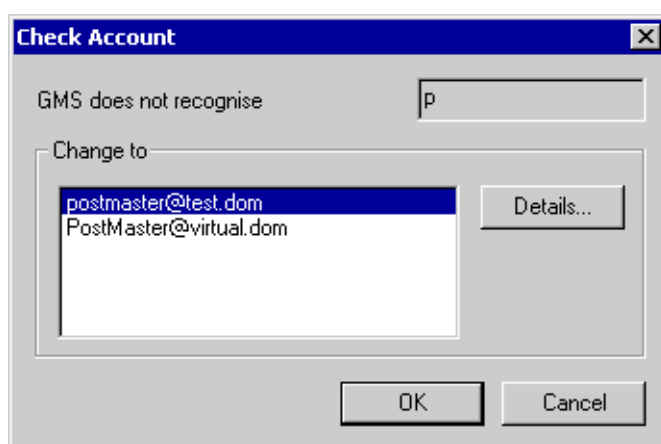 Check Account
GMS does not recognise p
Change to
postmaster@test.dom
PostMaster@virtual.dom
Details...
OK Cancel